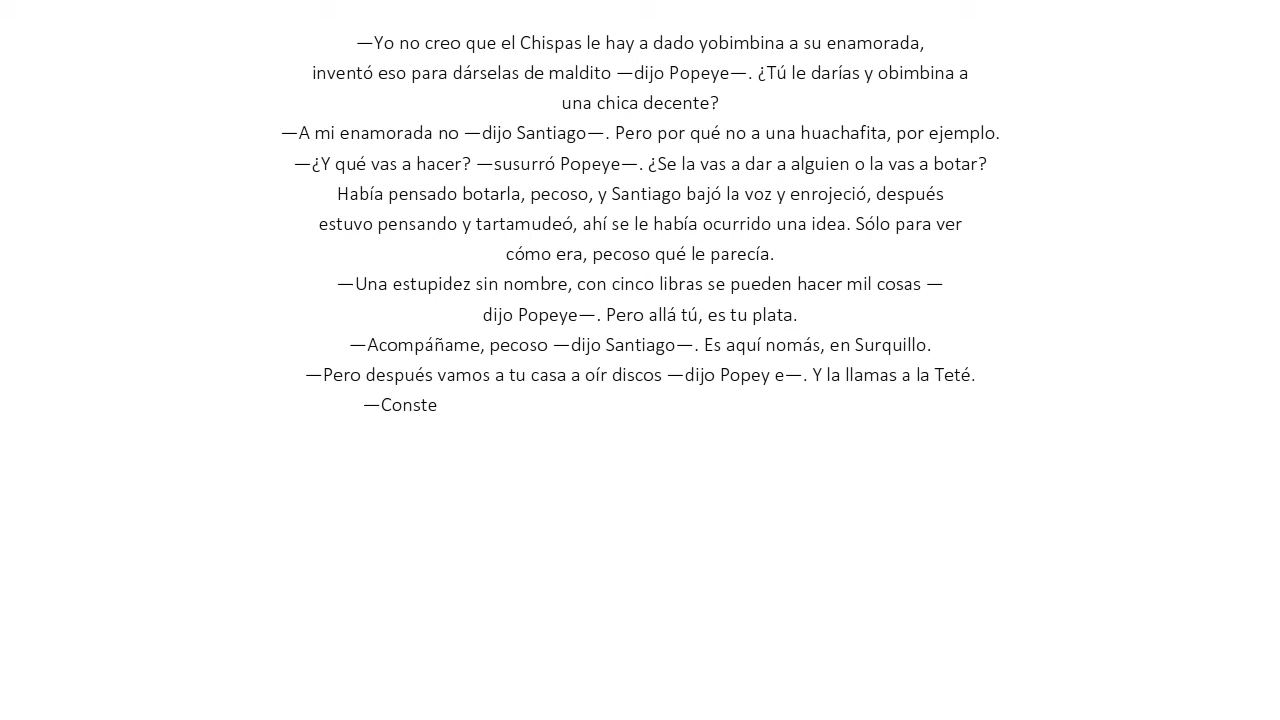 —Yo no creo que el Chispas le hay a dado yobimbina a su enamorada,
inventó eso para dárselas de maldito —dijo Popeye—. ¿Tú le darías y obimbina a
una chica decente?
—A mi enamorada no —dijo Santiago—. Pero por qué no a una huachafita, por ejemplo.
—¿Y qué vas a hacer? —susurró Popeye—. ¿Se la vas a dar a alguien o la vas a botar?
Había pensado botarla, pecoso, y Santiago bajó la voz y enrojeció, después
estuvo pensando y tartamudeó, ahí se le había ocurrido una idea. Sólo para ver
cómo era, pecoso qué le parecía.
—Una estupidez sin nombre, con cinco libras se pueden hacer mil cosas —
dijo Popeye—. Pero allá tú, es tu plata.
—Acompáñame, pecoso —dijo Santiago—. Es aquí nomás, en Surquillo.
—Pero después vamos a tu casa a oír discos —dijo Popey e—. Y la llamas a la Teté.
—Conste